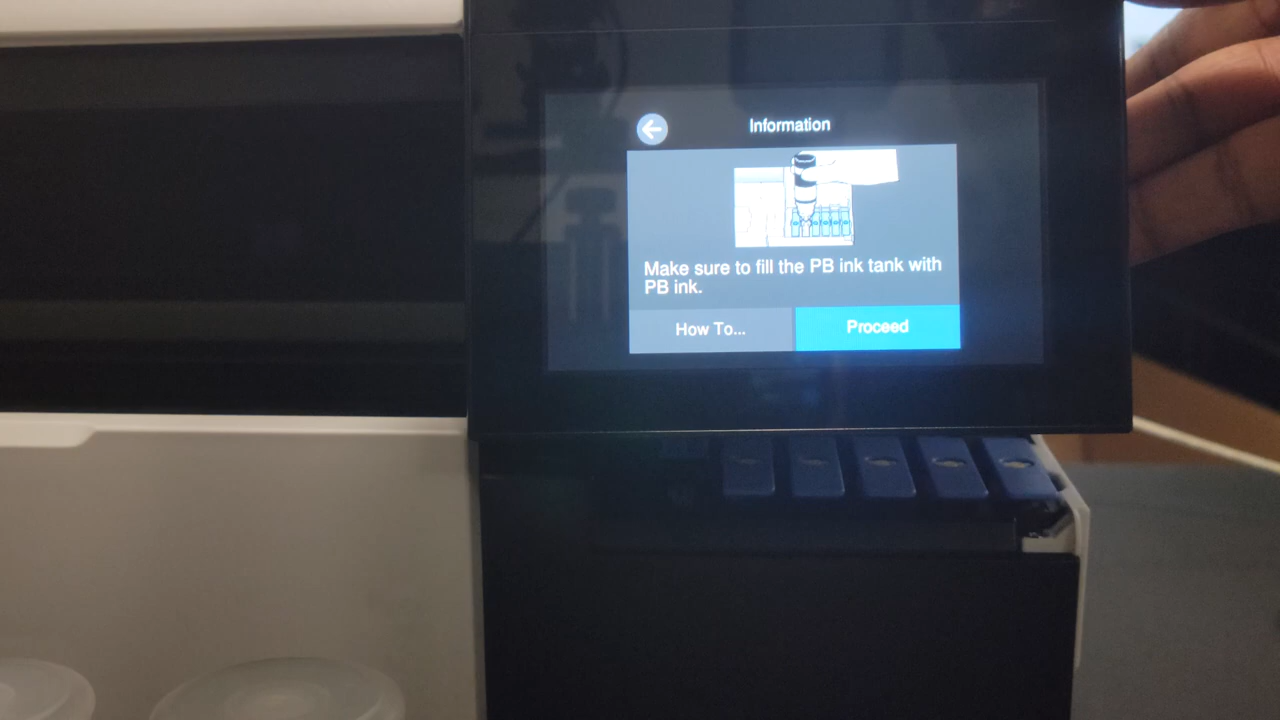 Information
Make sure to fill the PB ink tank with
PB ink.
How To...
Proceed